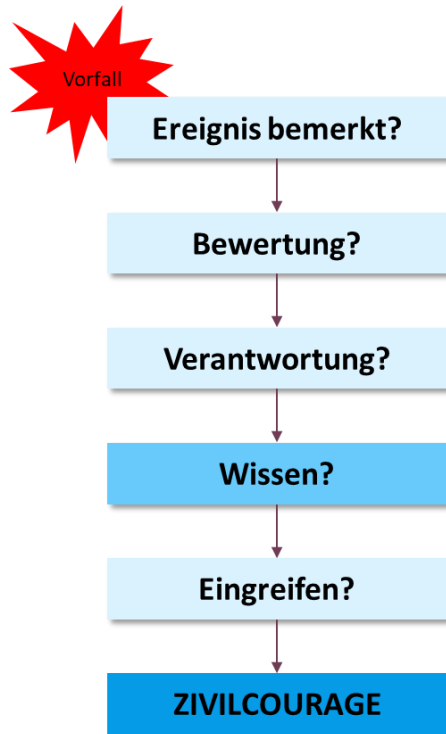 Vorfall
Ereignis bemerkt?
Bewertung?
Verantwortung?
Wissen?
Eingreifen?
ZIVILCOURAGE